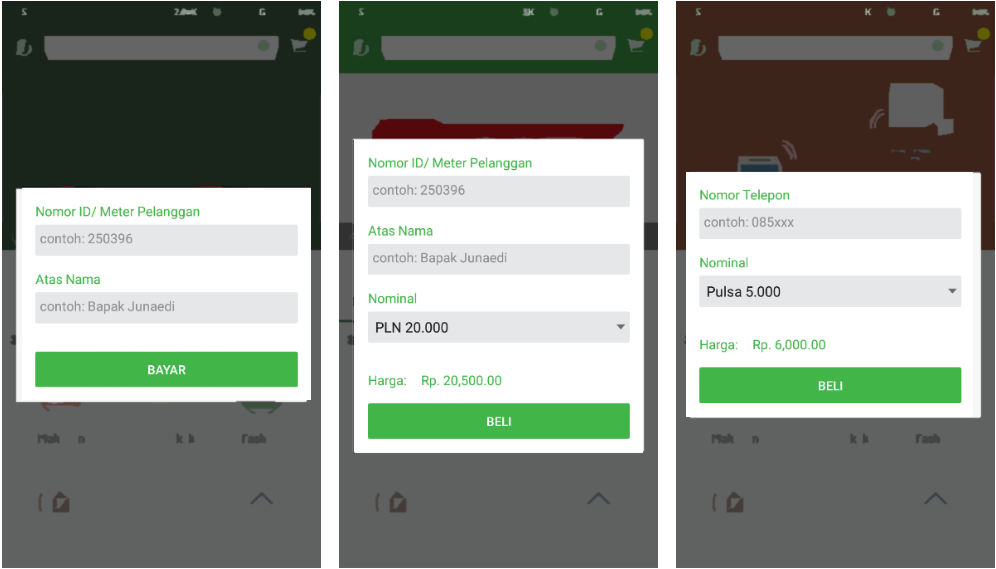 Nomor ID/ Meter Pelanggan
contoh: 250396
Atas Nama
contoh: Bapak Junaedi
BAYAR
Nomor ID/ Meter Pelanggan
contoh: 250396
Atas Nama
contoh: Bapak Junaedi
Nominal
PLN 20.000
Harga: Rp. 20,500.00
BELI
Nomor Telepon
contoh: 085xxx
Nominal
Pulsa 5.000
Harga: Rp. 6,000.00
BELI